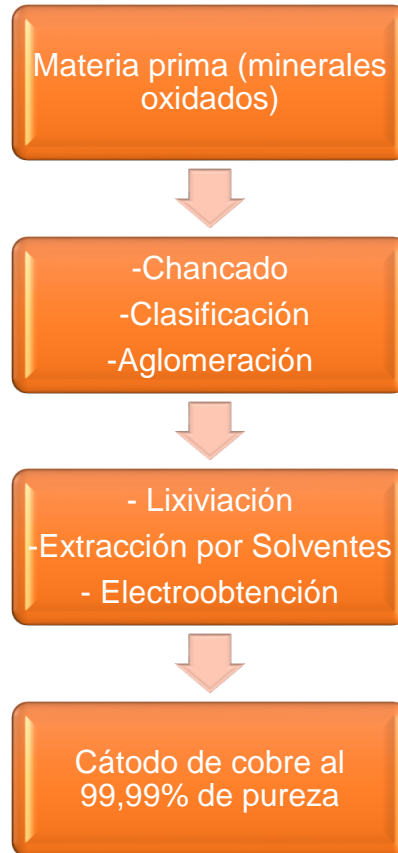 Materia prima (minerales
oxidados)
-Chancado
-Clasificación
-Aglomeración
- Lixiviación
-Extracción por Solventes
- Electroobtención
Cátodo de cobre al
99,99% de pureza